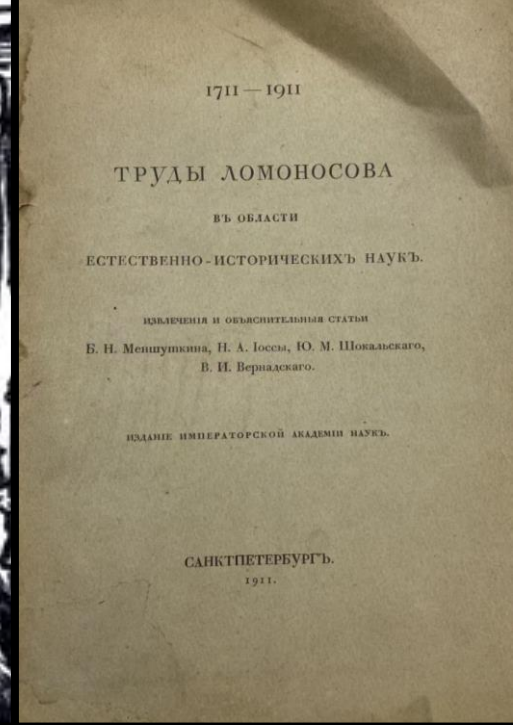 1711 — 1911
ТРУДЫ ЛОМОНОСОВА
ВЪ ОБЛАСТИ
ЕСТЕСТВЕННО-ИСТОРИЧЕСКИХЪ НАУКЪ.
ИЗВЛЕЧЕНІЯ И ОБЪЯСНИТЕЛЬНЫЯ СТАТЬИ
Б. Н. Меншуткина, Н. А. Іоссы, Ю. М. Шокальскаго,
В. И. Вернадскаго.
ИЗДАНІЕ ИМПЕРАТОРСКОЙ АКАДЕМІИ НАУКЪ.
САНКТПЕТЕРБУРГЪ.
1911.